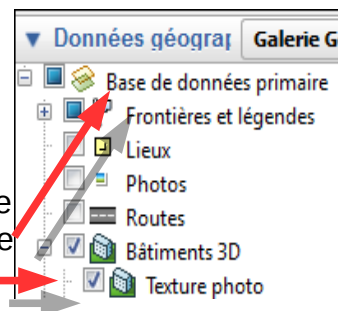 Données géograp Galerie G
Base de données primaire
Frontières et légendes
Lieux
Photos
e Routes
e Bâtiments 3D
Texture photo